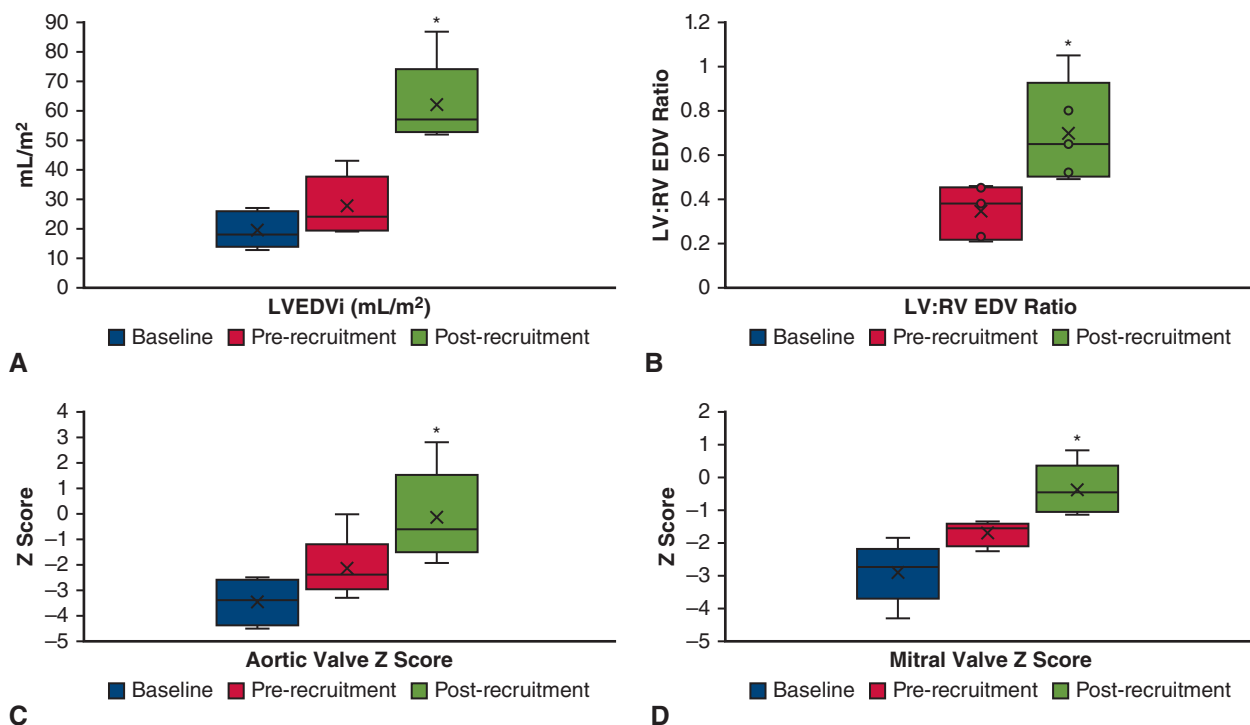 90
80
70
60
50
40
30
20
10
0
mL/m²
*
LVEDVi (mL/m²)
Baseline Pre-recruitment Post-recruitment
A
1.2
1
0.8
0.6
0.4
0.2
0
LV:RV EDV Ratio
*
LV:RV EDV Ratio
Baseline Pre-recruitment Post-recruitment
B
4
3
2
1
0
–1
–2
–3
–4
–5
Z Score
*
Aortic Valve Z Score
Baseline Pre-recruitment Post-recruitment
C
2
1
0
–1
–2
–3
–4
–5
Z Score
*
Mitral Valve Z Score
Baseline Pre-recruitment Post-recruitment
D